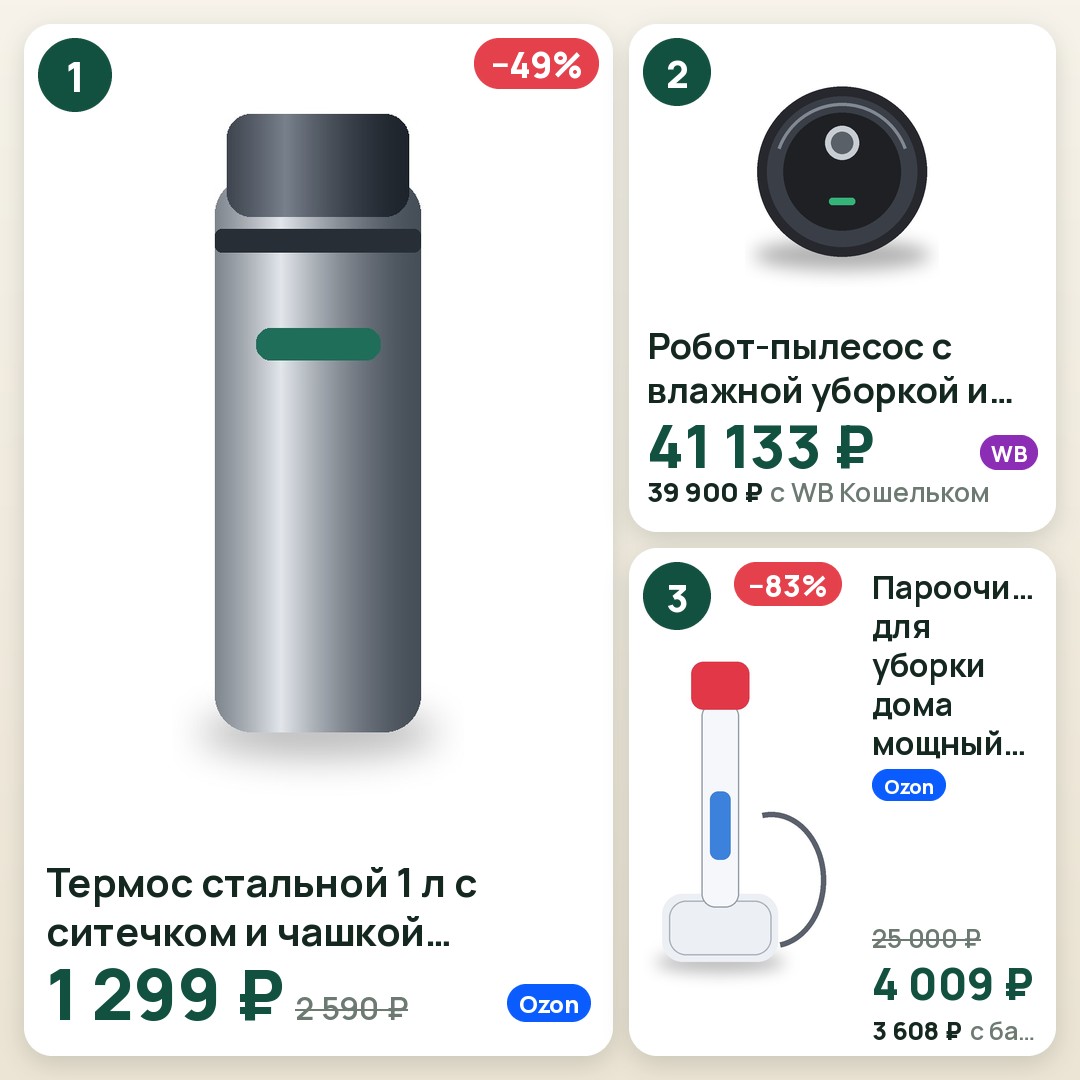 1
−49%
Термос стальной 1 л с
ситечком и чашкой…
1 299 ₽ 2 590 ₽
Ozon
2
Робот-пылесос с
влажной уборкой и…
41 133 ₽
WB
39 900 ₽ с WB Кошельком
3
−83%
Пароочи…
для
уборки
дома
мощный…
Ozon
25 000 ₽
4 009 ₽
3 608 ₽ с ба…